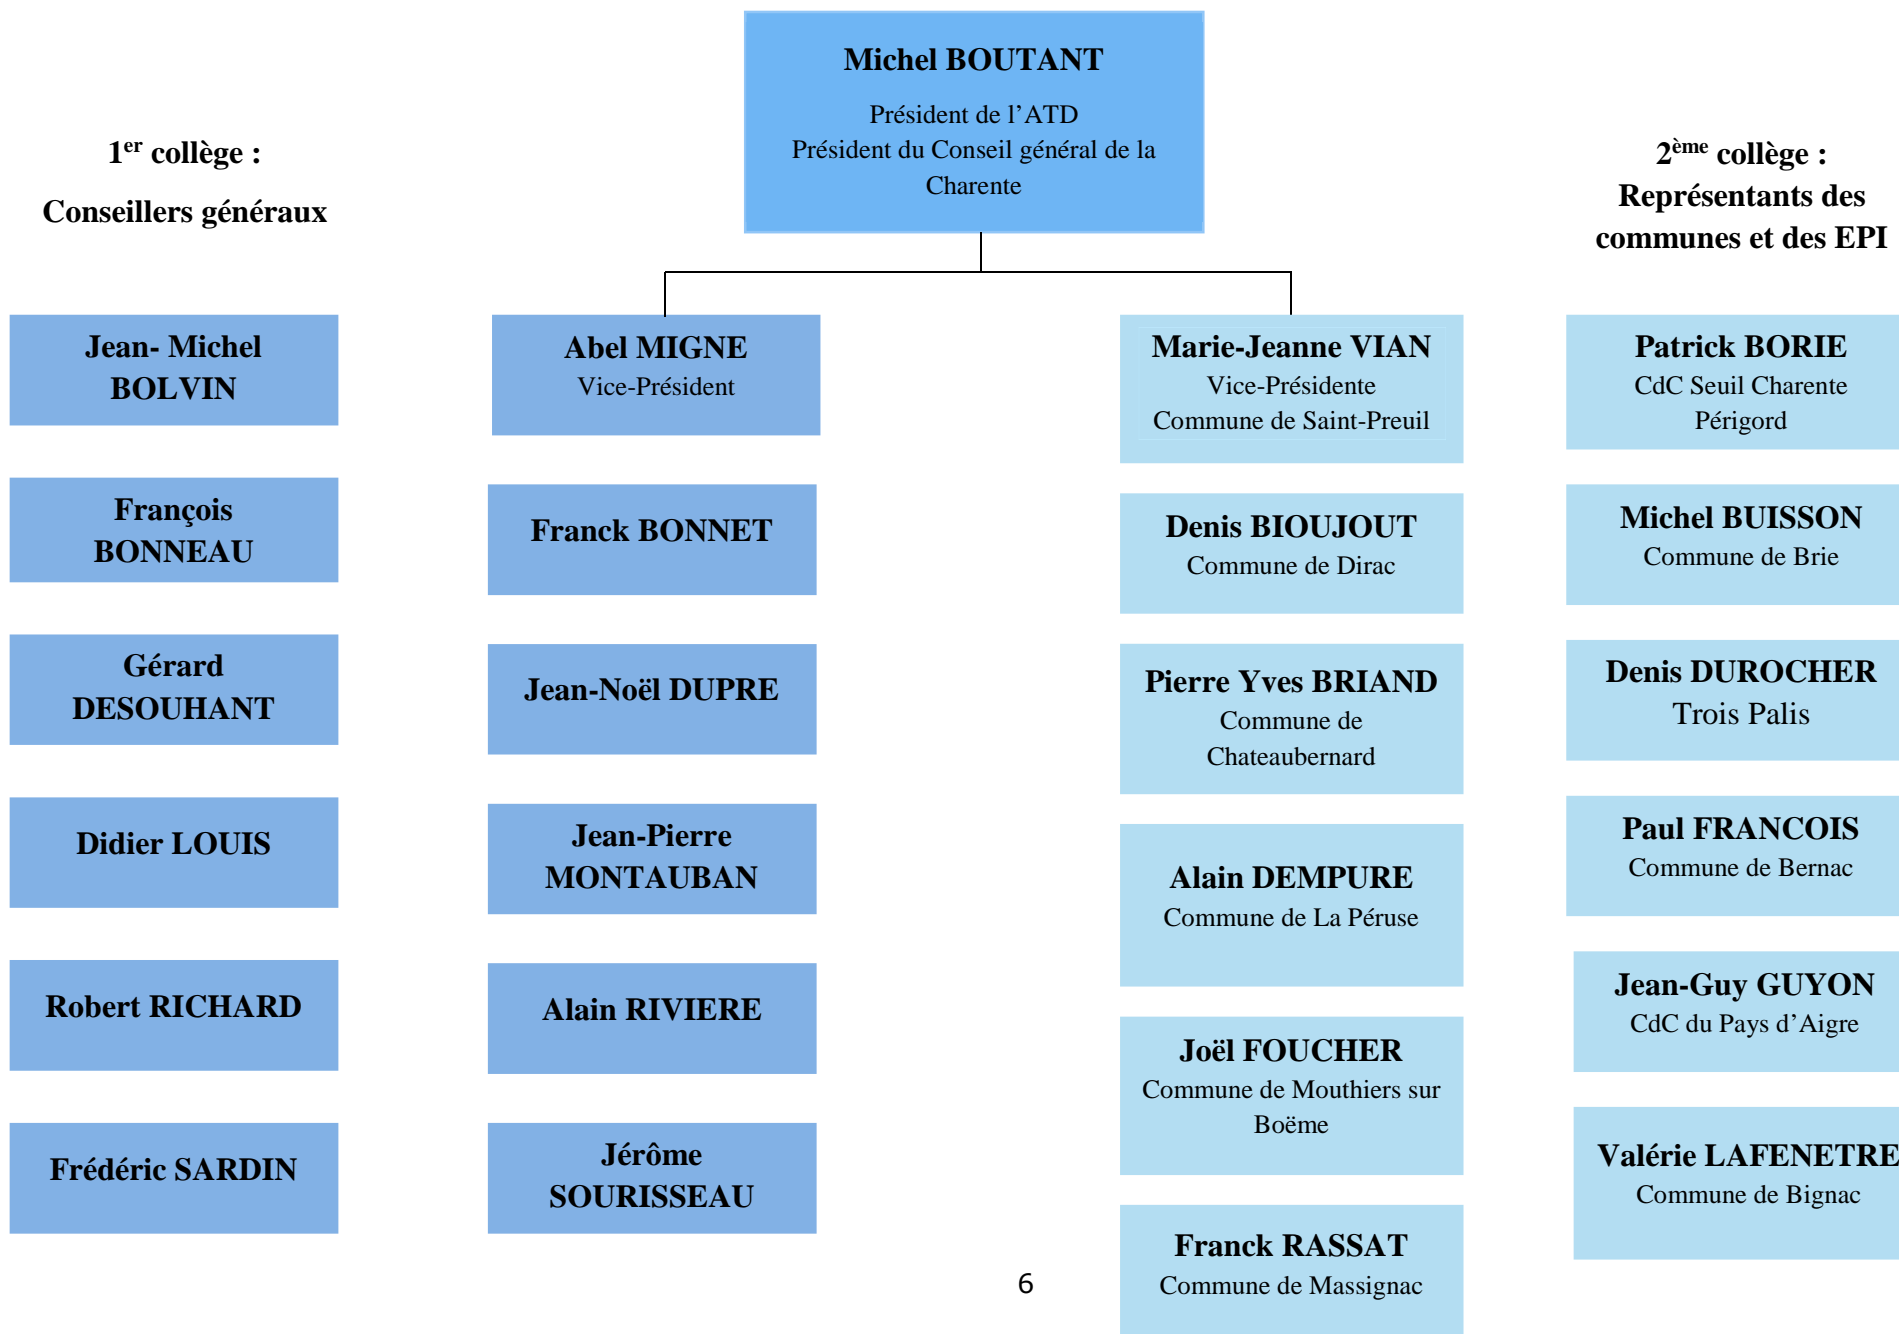 Michel BOUTANT
Président de l’ATD
Président du Conseil général de la
Charente
1er collège :
Conseillers généraux
2ème collège :
Représentants des
communes et des EPI
Jean- Michel
BOLVIN
François
BONNEAU
Gérard
DESOUHANT
Didier LOUIS
Robert RICHARD
Frédéric SARDIN
Abel MIGNE
Vice-Président
Franck BONNET
Jean-Noël DUPRE
Jean-Pierre
MONTAUBAN
Alain RIVIERE
Jérôme
SOURISSEAU
Marie-Jeanne VIAN
Vice-Présidente
Commune de Saint-Preuil
Denis BIOUJOUT
Commune de Dirac
Pierre Yves BRIAND
Commune de
Chateaubernard
Alain DEMPURE
Commune de La Péruse
Joël FOUCHER
Commune de Mouthiers sur
Boëme
Franck RASSAT
Commune de Massignac
Patrick BORIE
CdC Seuil Charente
Périgord
Michel BUISSON
Commune de Brie
Denis DUROCHER
Trois Palis
Paul FRANCOIS
Commune de Bernac
Jean-Guy GUYON
CdC du Pays d’Aigre
Valérie LAFENETRE
Commune de Bignac
6